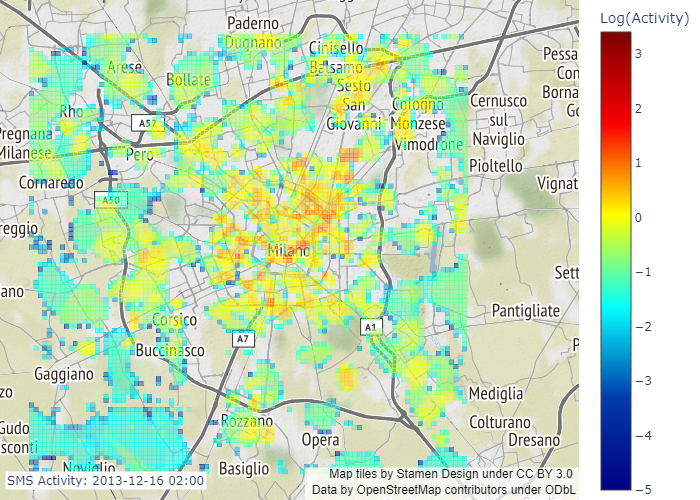 Log(Activity)
Paderno
Dugnano
Cinisello
Balsamo
Arese
Bollate
Sesto
San
Giovanni
Cologno
Monzese
Cernusco
sul
Naviglio
Pessa
Con
Borna
Go
Rho
A52
Pregnana
Milanese
Pero
Vimodrone
Pioltello
Cornaredo
A50
Vignat
reggio
Milano
Sett
ano
Corsico
A7
A1
Pantigliate
Buccinasco
P
Gaggiano
zo
Mediglia
Rozzano
Colturano
Gudo
sconti
Opera
Dresano
Noviglio
Basiglio
SMS Activity: 2013-12-16 02:00
Map tiles by Stamen Design under CC BY 3.0
Data by OpenStreetMap contributors under ODbL
3
2
1
0
−1
−2
−3
−4
−5